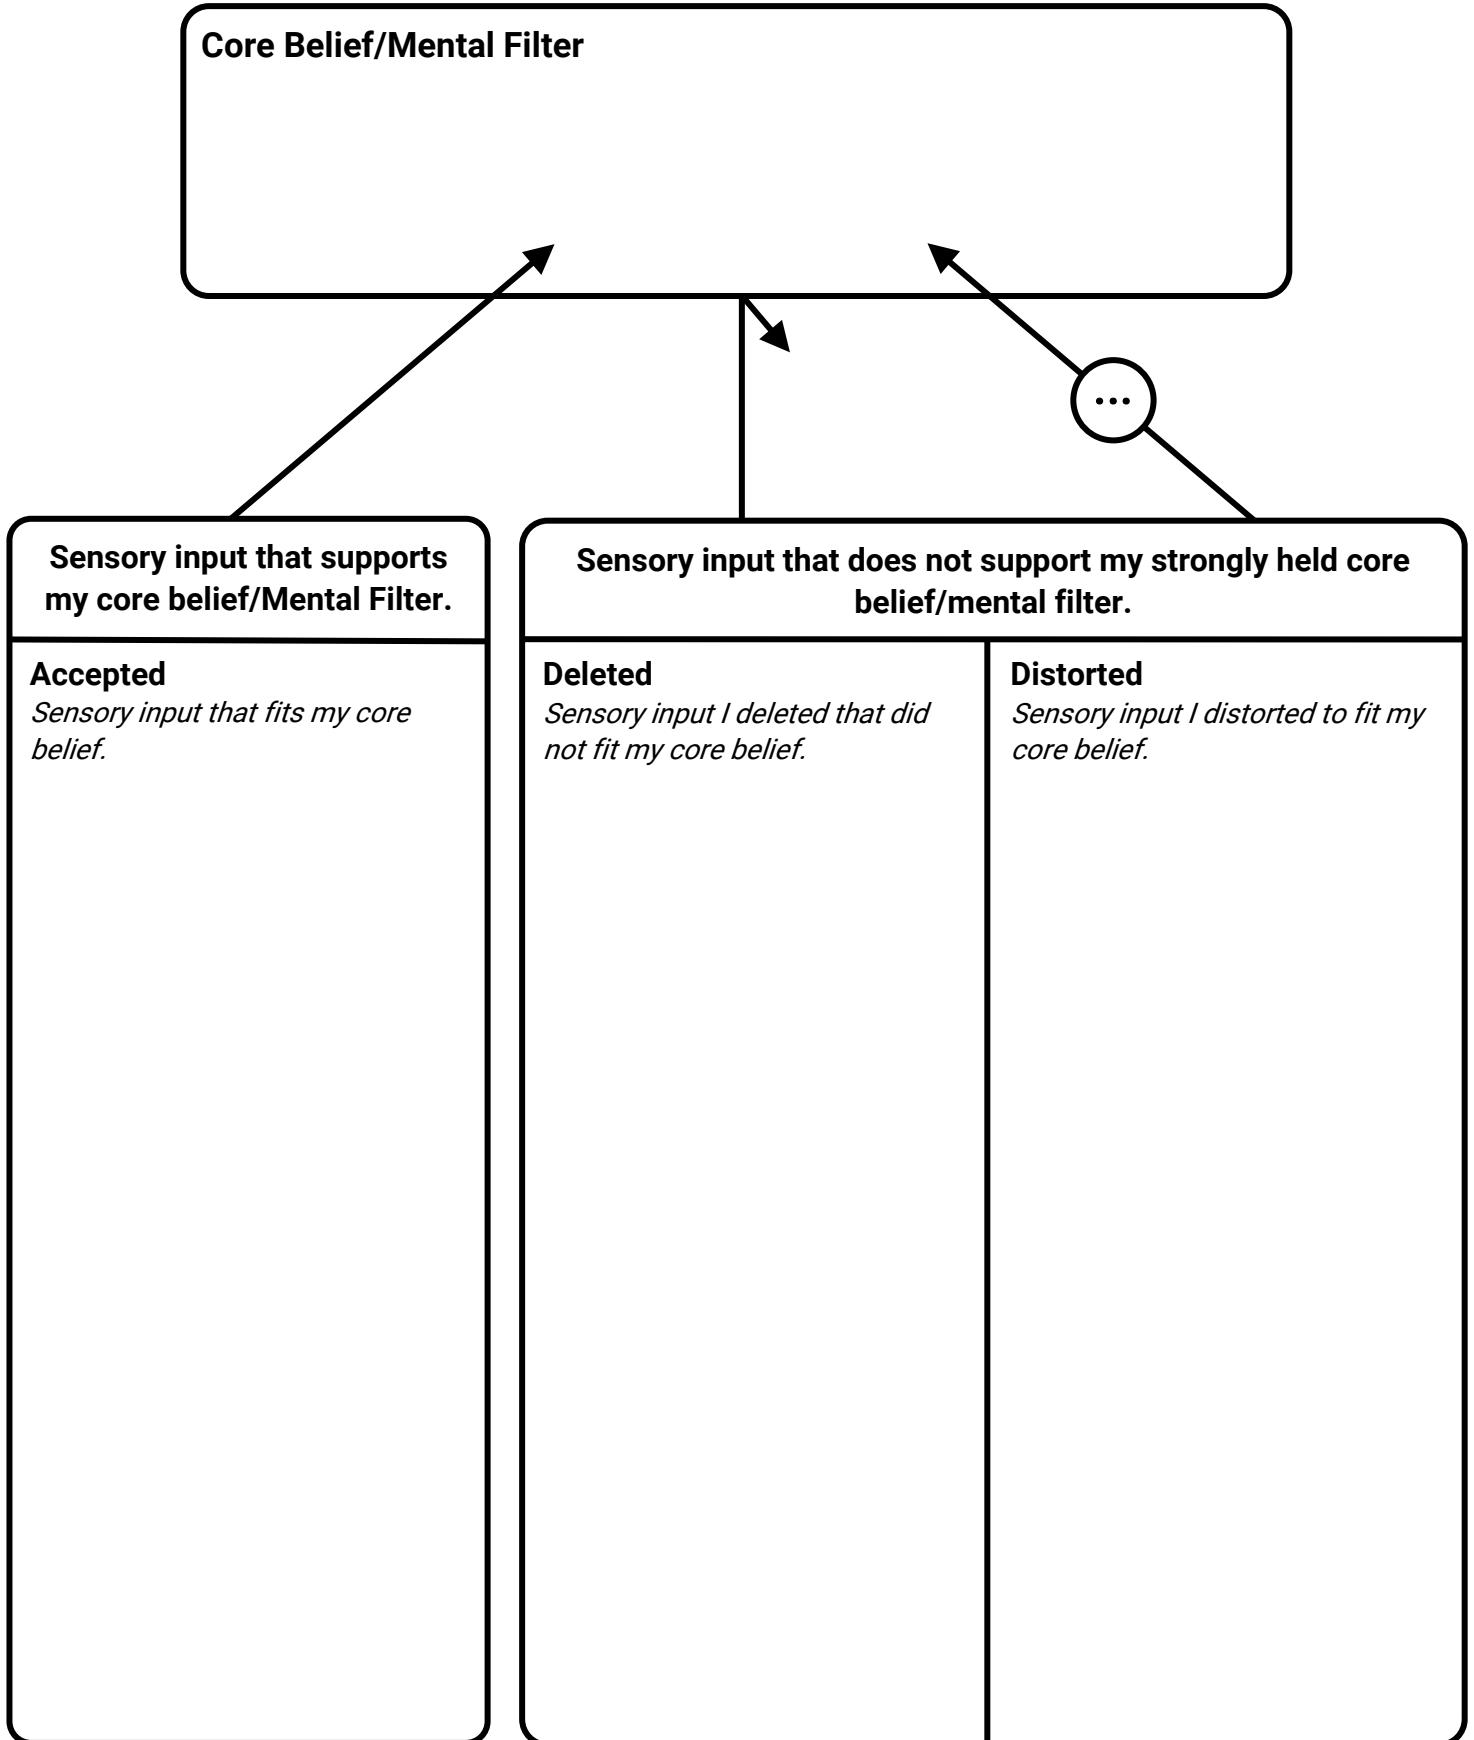 Core Belief/Mental Filter
...
Sensory input that supports
my core belief/Mental Filter.
Sensory input that does not support my strongly held core
belief/mental filter.
Accepted
Sensory input that fits my core
belief.
Deleted
Sensory input I deleted that did
not fit my core belief.
Distorted
Sensory input I distorted to fit my
core belief.